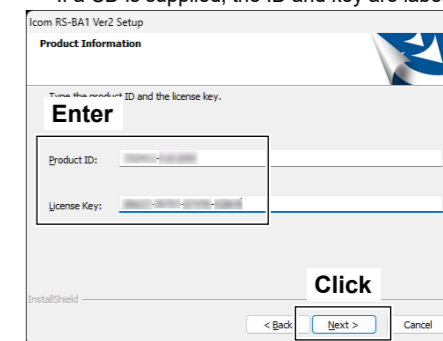 If a CD is supplied, the ID and key are labe
Icom RS-BA1 Ver2 Setup
Product Information
Type the product ID and the license key.
Enter
Product ID:
License Key:
Click
InstallShield
< Back
Next >
Cancel